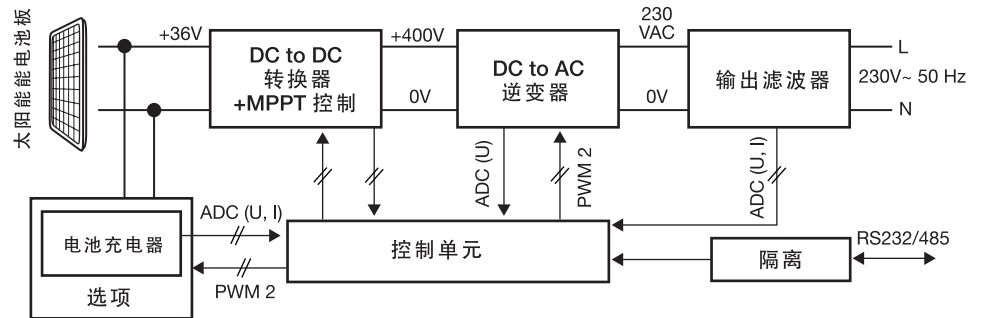 太阳能能电池板
+36V
DC to DC
转换器
+MPPT 控制
+400V
0V
DC to AC
逆变器
230
VAC
0V
输出滤波器
L
230V~ 50 Hz
N
ADC (U)
PWM 2
ADC (U, I)
电池充电器
选项
ADC (U, I)
PWM 2
控制单元
隔离
RS232/485